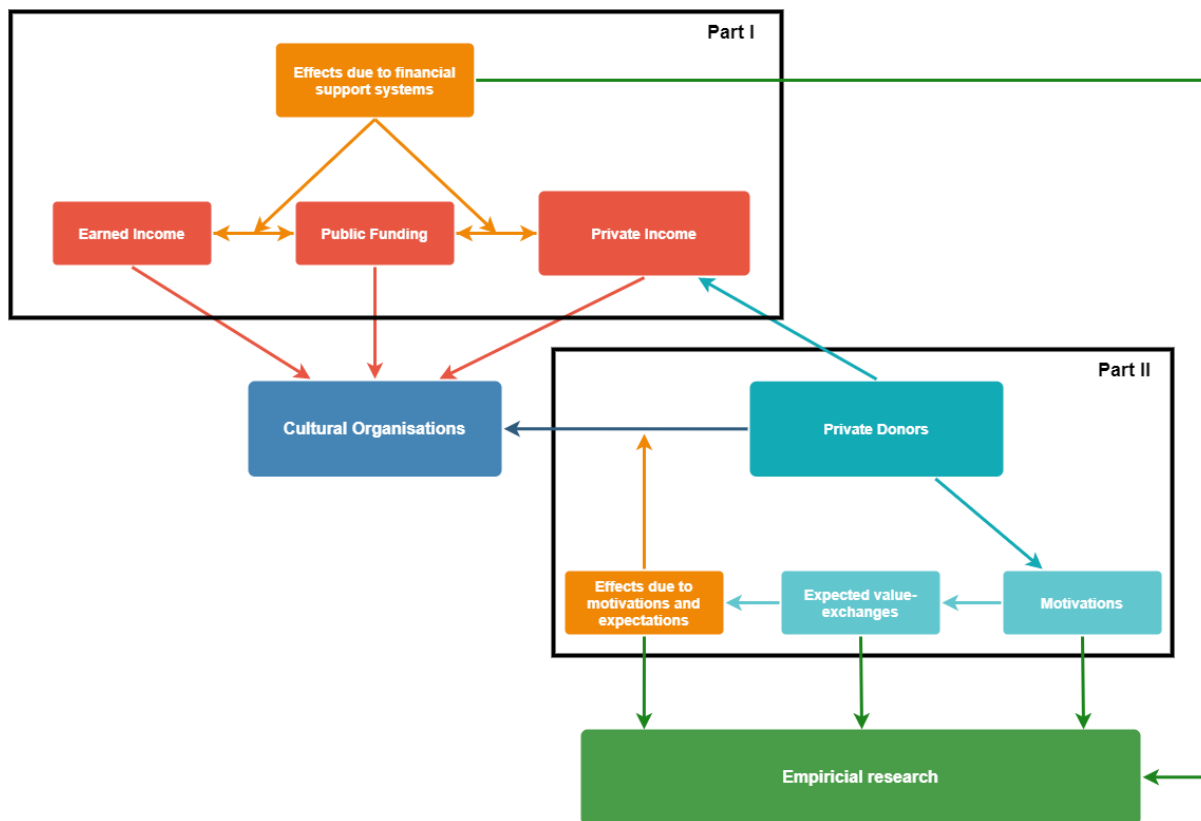 Part I
Effects due to financial
support systems
Earned Income
Public Funding
Private Income
Part II
Cultural Organisations
Private Donors
Effects due to
motivations and
expectations
Expected value-
exchanges
Motivations
Empiricial research